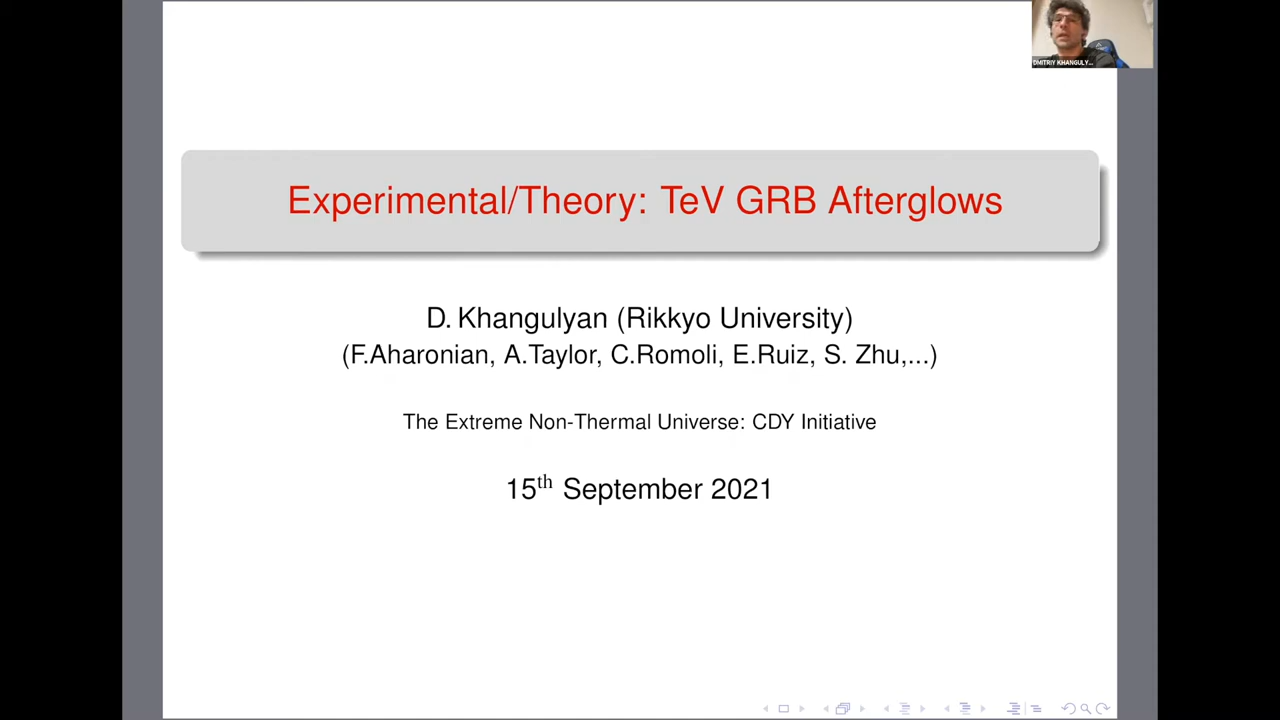 DMITRIY KHANGULY...
Experimental/Theory: TeV GRB Afterglows
D. Khangulyan (Rikkyo University)
(F.Aharonian, A.Taylor, C.Romoli, E.Ruiz, S. Zhu,...)
The Extreme Non-Thermal Universe: CDY Initiative
15th September 2021